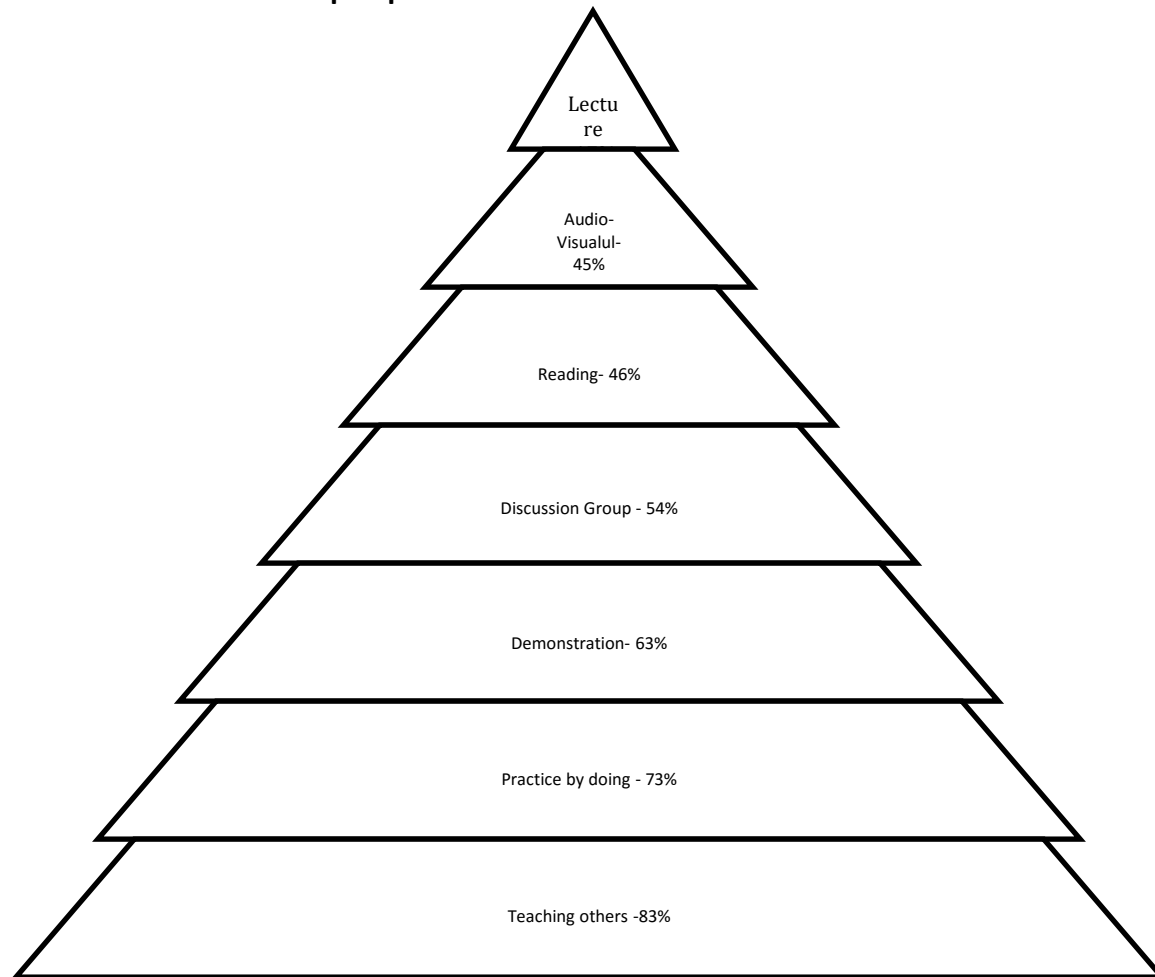 Lectu
re
Audio-
Visualul-
45%
Reading- 46%
Discussion Group - 54%
Demonstration- 63%
Practice by doing - 73%
Teaching others -83%